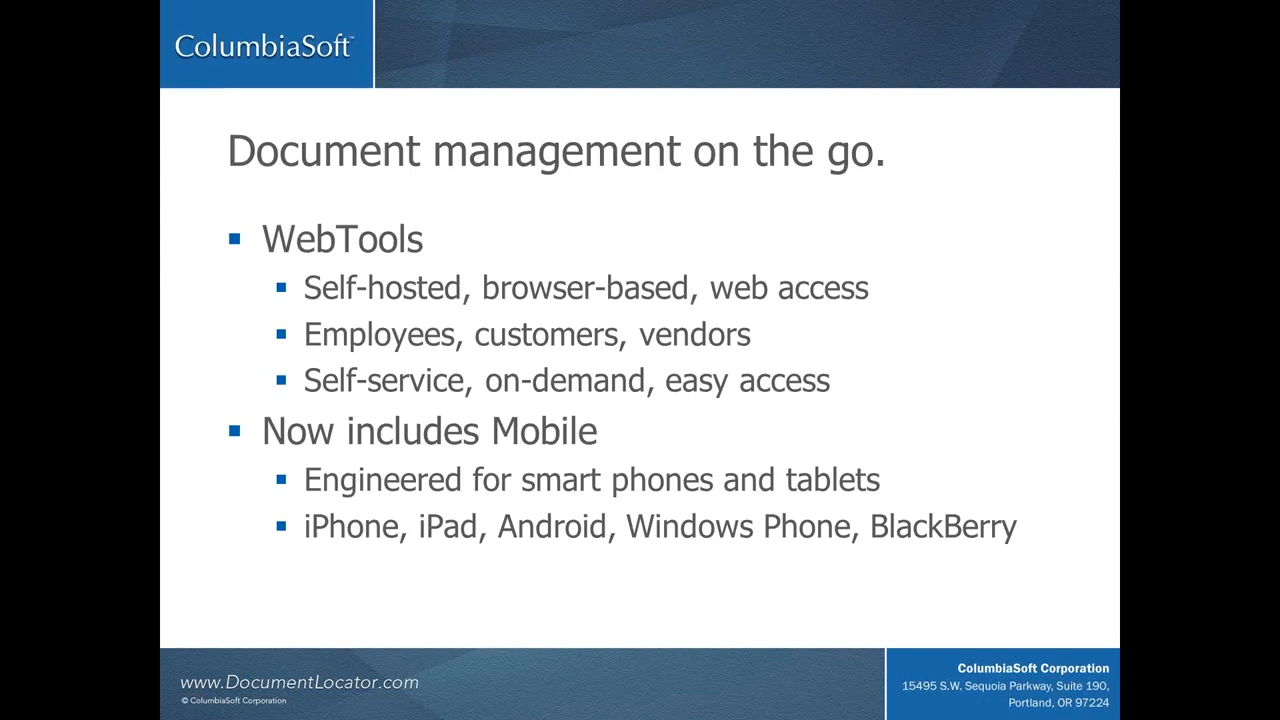 ColumbiaSoft™
Document management on the go.
▪ WebTools
▪ Self-hosted, browser-based, web access
▪ Employees, customers, vendors
▪ Self-service, on-demand, easy access
▪ Now includes Mobile
▪ Engineered for smart phones and tablets
▪ iPhone, iPad, Android, Windows Phone, BlackBerry
www.DocumentLocator.com
© ColumbiaSoft Corporation
ColumbiaSoft Corporation
15495 S.W. Sequoia Parkway, Suite 190,
Portland, OR 97224